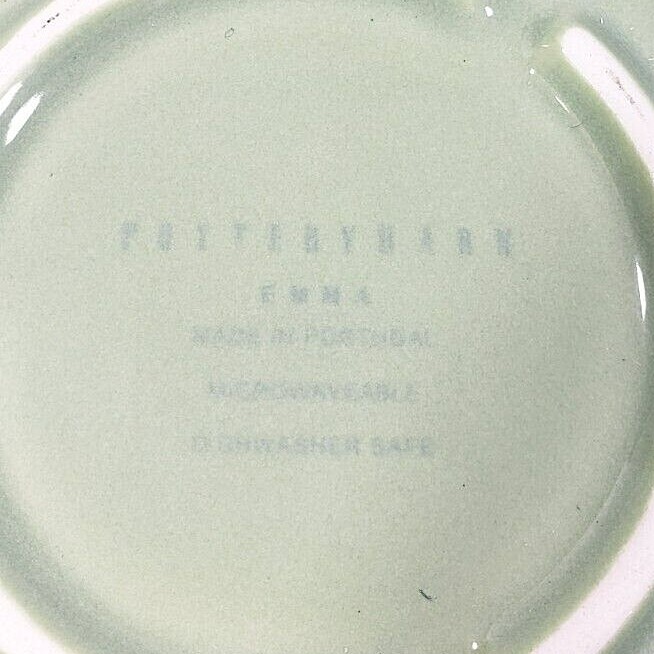 POTTERYBARN
EMMA
MADE IN PORTUGAL
MICROWAVEABLE
DISHWASHER SAFE